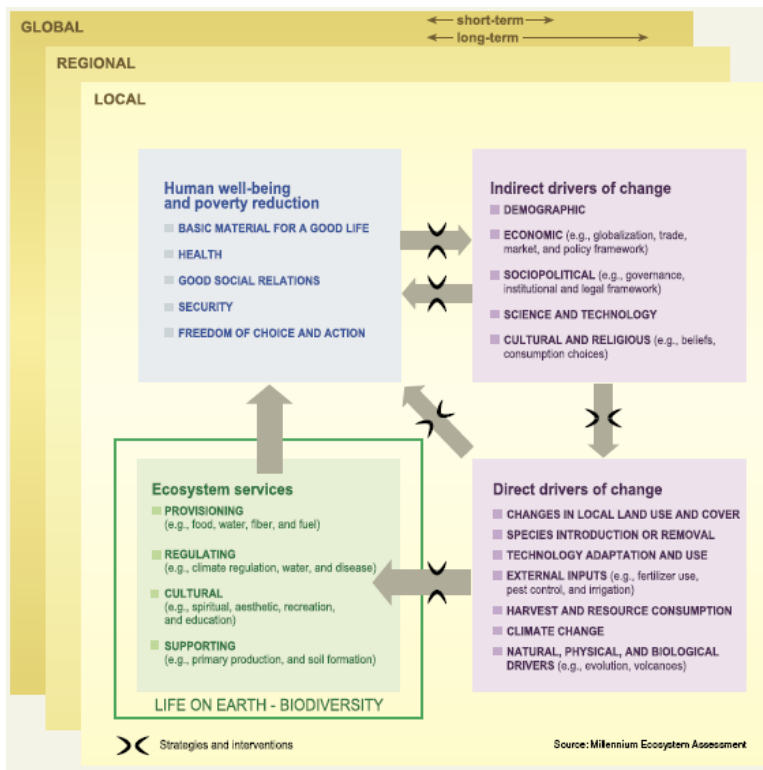 GLOBAL
short-term
long-term
REGIONAL
LOCAL
Human well-being
and poverty reduction
BASIC MATERIAL FOR A GOOD LIFE
HEALTH
GOOD SOCIAL RELATIONS
SECURITY
FREEDOM OF CHOICE AND ACTION
Indirect drivers of change
DEMOGRAPHIC
ECONOMIC (e.g., globalization, trade,
market, and policy framework)
SOCIOPOLITICAL (e.g., governance,
institutional and legal framework)
SCIENCE AND TECHNOLOGY
CULTURAL AND RELIGIOUS (e.g., beliefs,
consumption choices)
Ecosystem services
PROVISIONING
(e.g., food, water, fiber, and fuel)
REGULATING
(e.g., climate regulation, water, and disease)
CULTURAL
(e.g., spiritual, aesthetic, recreation,
and education)
SUPPORTING
(e.g., primary production, and soil formation)
LIFE ON EARTH - BIODIVERSITY
Direct drivers of change
CHANGES IN LOCAL LAND USE AND COVER
SPECIES INTRODUCTION OR REMOVAL
TECHNOLOGY ADAPTATION AND USE
EXTERNAL INPUTS (e.g., fertilizer use,
pest control, and irrigation)
HARVEST AND RESOURCE CONSUMPTION
CLIMATE CHANGE
NATURAL, PHYSICAL, AND BIOLOGICAL
DRIVERS (e.g., evolution, volcanoes)
Strategies and interventions
Source: Millennium Ecosystem Assessment